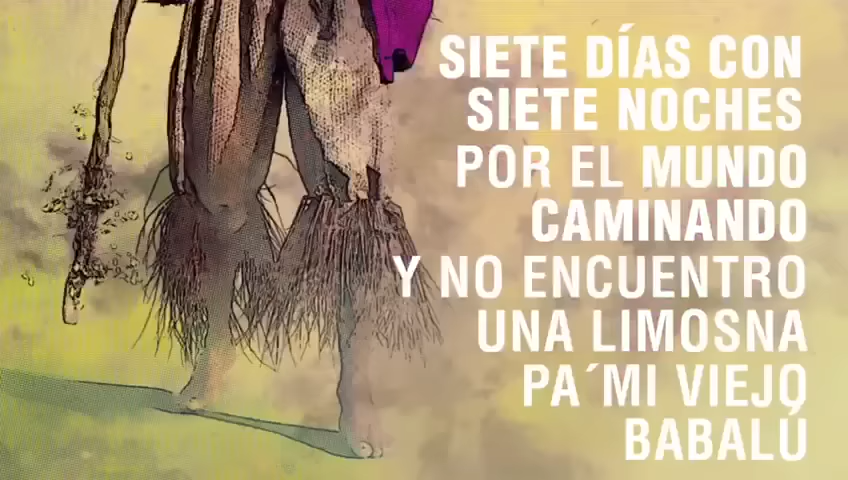 SIETE DÍAS CON
SIETE NOCHES
POR EL MUNDO
CAMINANDO
Y NO ENCUENTRO
UNA LIMOSNA
PA´MI VIEJO
BABALÚ